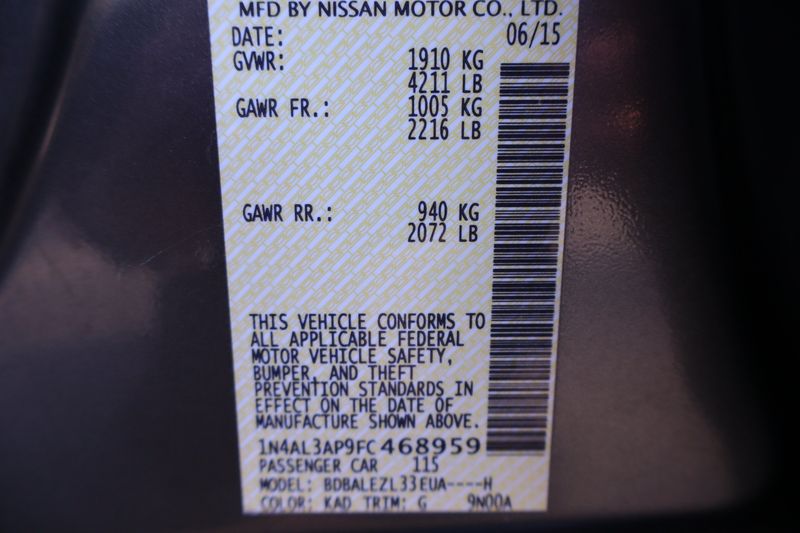 MFD BY NISSAN MOTOR CO., LTD.
DATE: 06/15
GVWR: 1910 KG
4211 LB
GAWR FR.: 1005 KG
2216 LB
GAWR RR.: 940 KG
2072 LB
THIS VEHICLE CONFORMS TO
ALL APPLICABLE FEDERAL
MOTOR VEHICLE SAFETY,
BUMPER, AND THEFT
PREVENTION STANDARDS IN
EFFECT ON THE DATE OF
MANUFACTURE SHOWN ABOVE.
1N4AL3AP9FC468959
PASSENGER CAR 115
MODEL: BDBALEZL33EUA----H
COLOR: KAD TRIM: G 9N00A